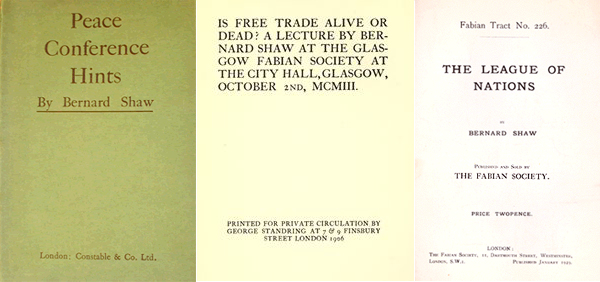 Peace
Conference
Hints
By Bernard Shaw
London: Constable & Co. Ltd.
IS FREE TRADE ALIVE OR
DEAD? A LECTURE BY BER-
NARD SHAW AT THE GLAS-
GOW FABIAN SOCIETY AT
THE CITY HALL, GLASGOW,
OCTOBER 2ND, MCMIII.
PRINTED FOR PRIVATE CIRCULATION BY
GEORGE STANDRING AT 7 & 9 FINSBURY
STREET LONDON 1906
Fabian Tract No. 226.
THE LEAGUE OF
NATIONS
BY
BERNARD SHAW
PUBLISHED AND SOLD BY
THE FABIAN SOCIETY.
PRICE TWOPENCE.
LONDON:
THE FABIAN SOCIETY, 11, DARTMOUTH STREET, WESTMINSTER,
LONDON, S.W.1. PUBLISHED JANUARY